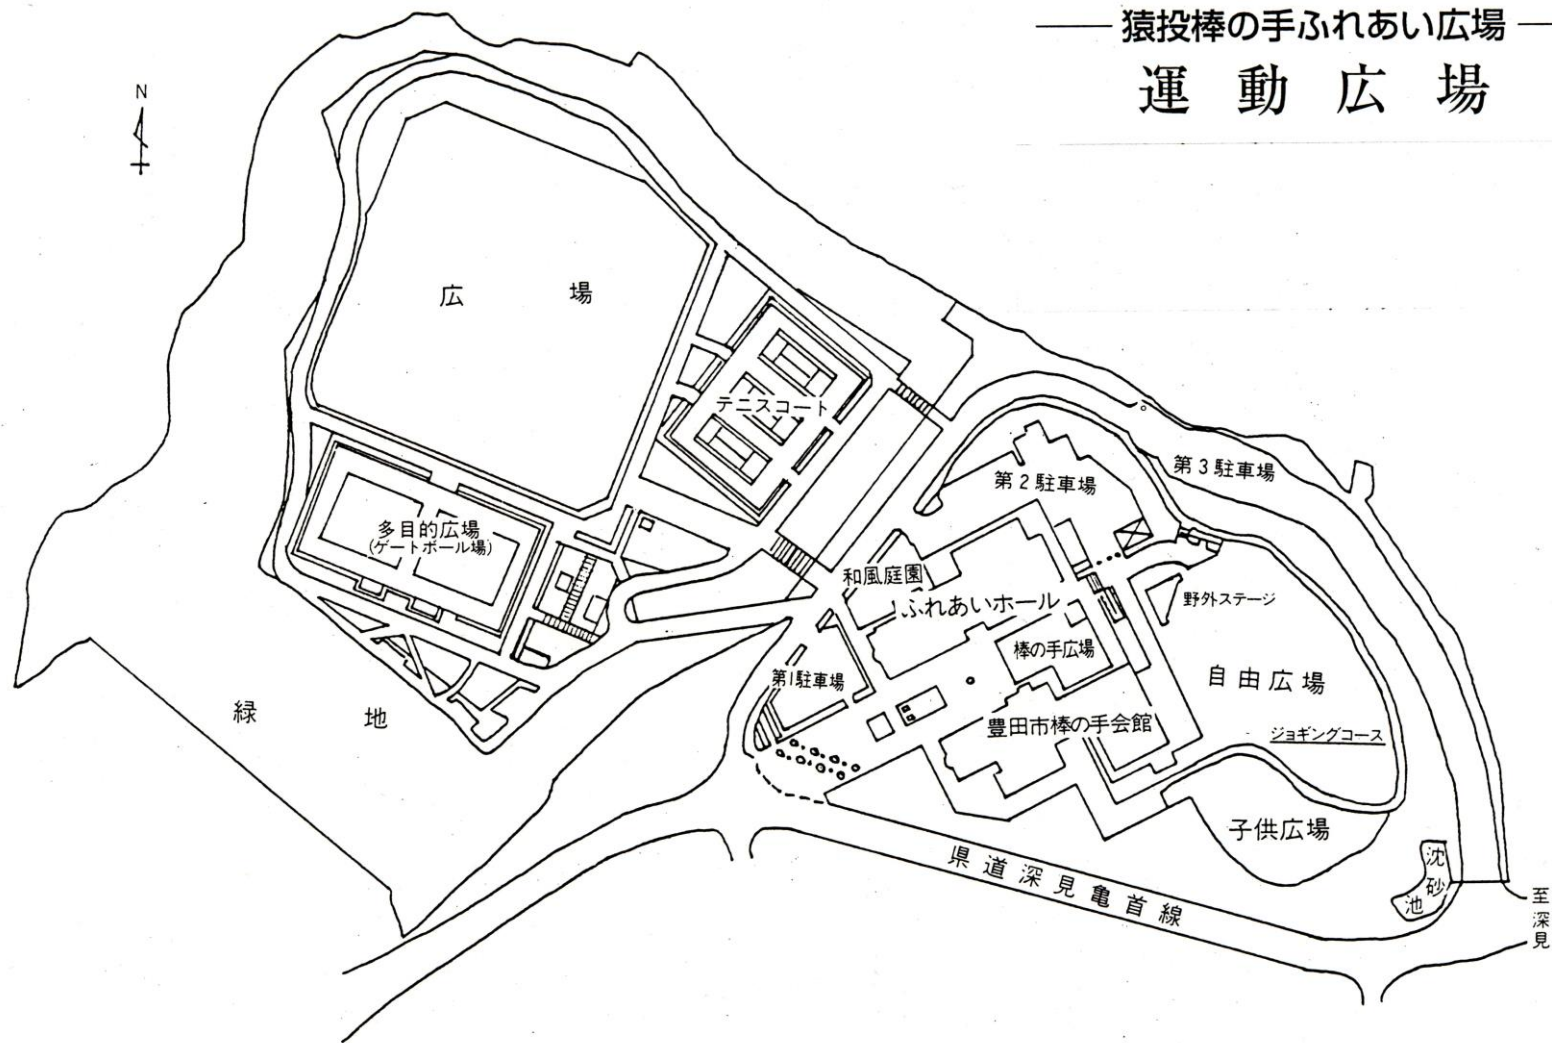 猿投棒の手ふれあい広場
運動広場
N
広場
テニスコート
第3駐車場
第2駐車場
多目的広場
(ゲートボール場)
和風庭園
野外ステージ
ふれあいホール
棒の手広場
第1駐車場
自由広場
緑地
豊田市棒の手会館
ジョギングコース
子供広場
県道深見亀首線
沈砂池
至深見